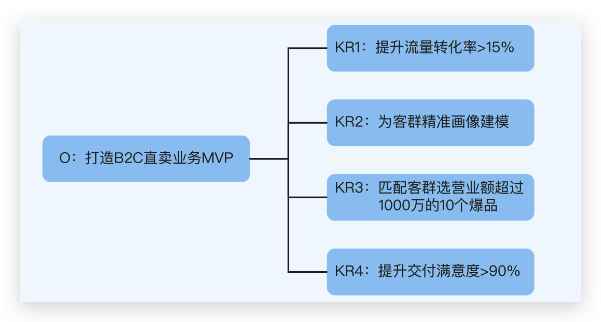 KR1：提升流量转化率>15%
KR2：为客群精准画像建模
O：打造B2C直卖业务MVP
KR3：匹配客群选营业额超过
1000万的10个爆品
KR4：提升交付满意度>90%